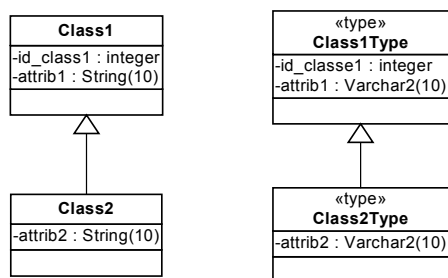 Class1
-id_class1 : integer
-attrib1 : String(10)
Class2
-attrib2 : String(10)
«type»
Class1Type
-id_classe1 : integer
-attrib1 : Varchar2(10)
«type»
Class2Type
-attrib2 : Varchar2(10)